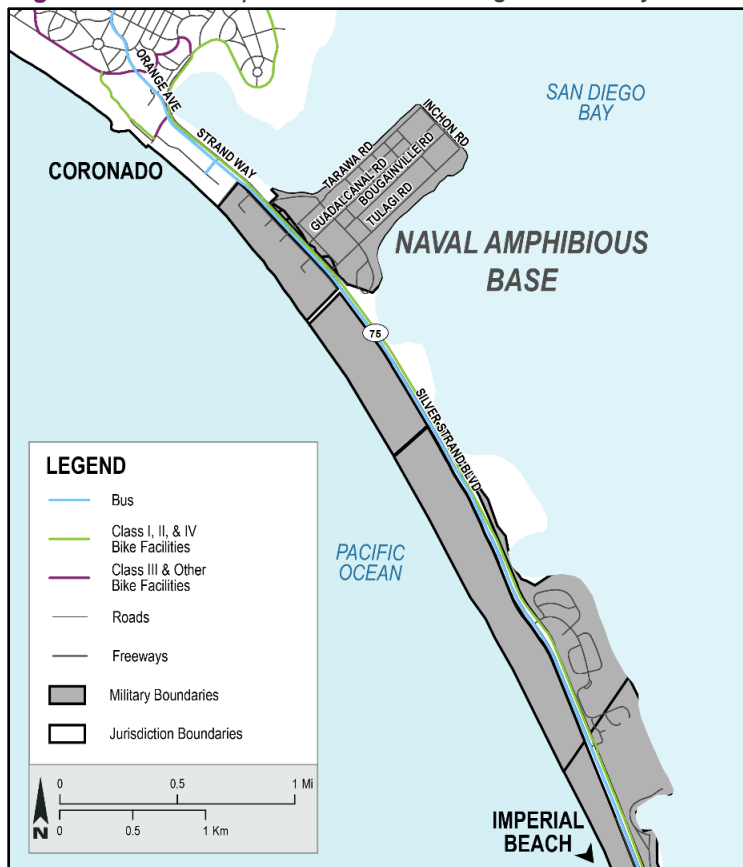 ORANGE AVE
SAN DIEGO
BAY
INCHON RD
STRAND WAY
TARAWA RD
BOUGAINVILLE RD
GUADALCANAL RD
CORONADO
TULAGI RD
NAVAL AMPHIBIOUS
BASE
75
SILVER STRAND BLVD
LEGEND
Bus
Class I, II, & IV
Bike Facilities
Class III & Other
Bike Facilities
Roads
Freeways
Military Boundaries
Jurisdiction Boundaries
PACIFIC
OCEAN
0 0.5 1 Mi
0 0.5 1 Km
N
IMPERIAL
BEACH